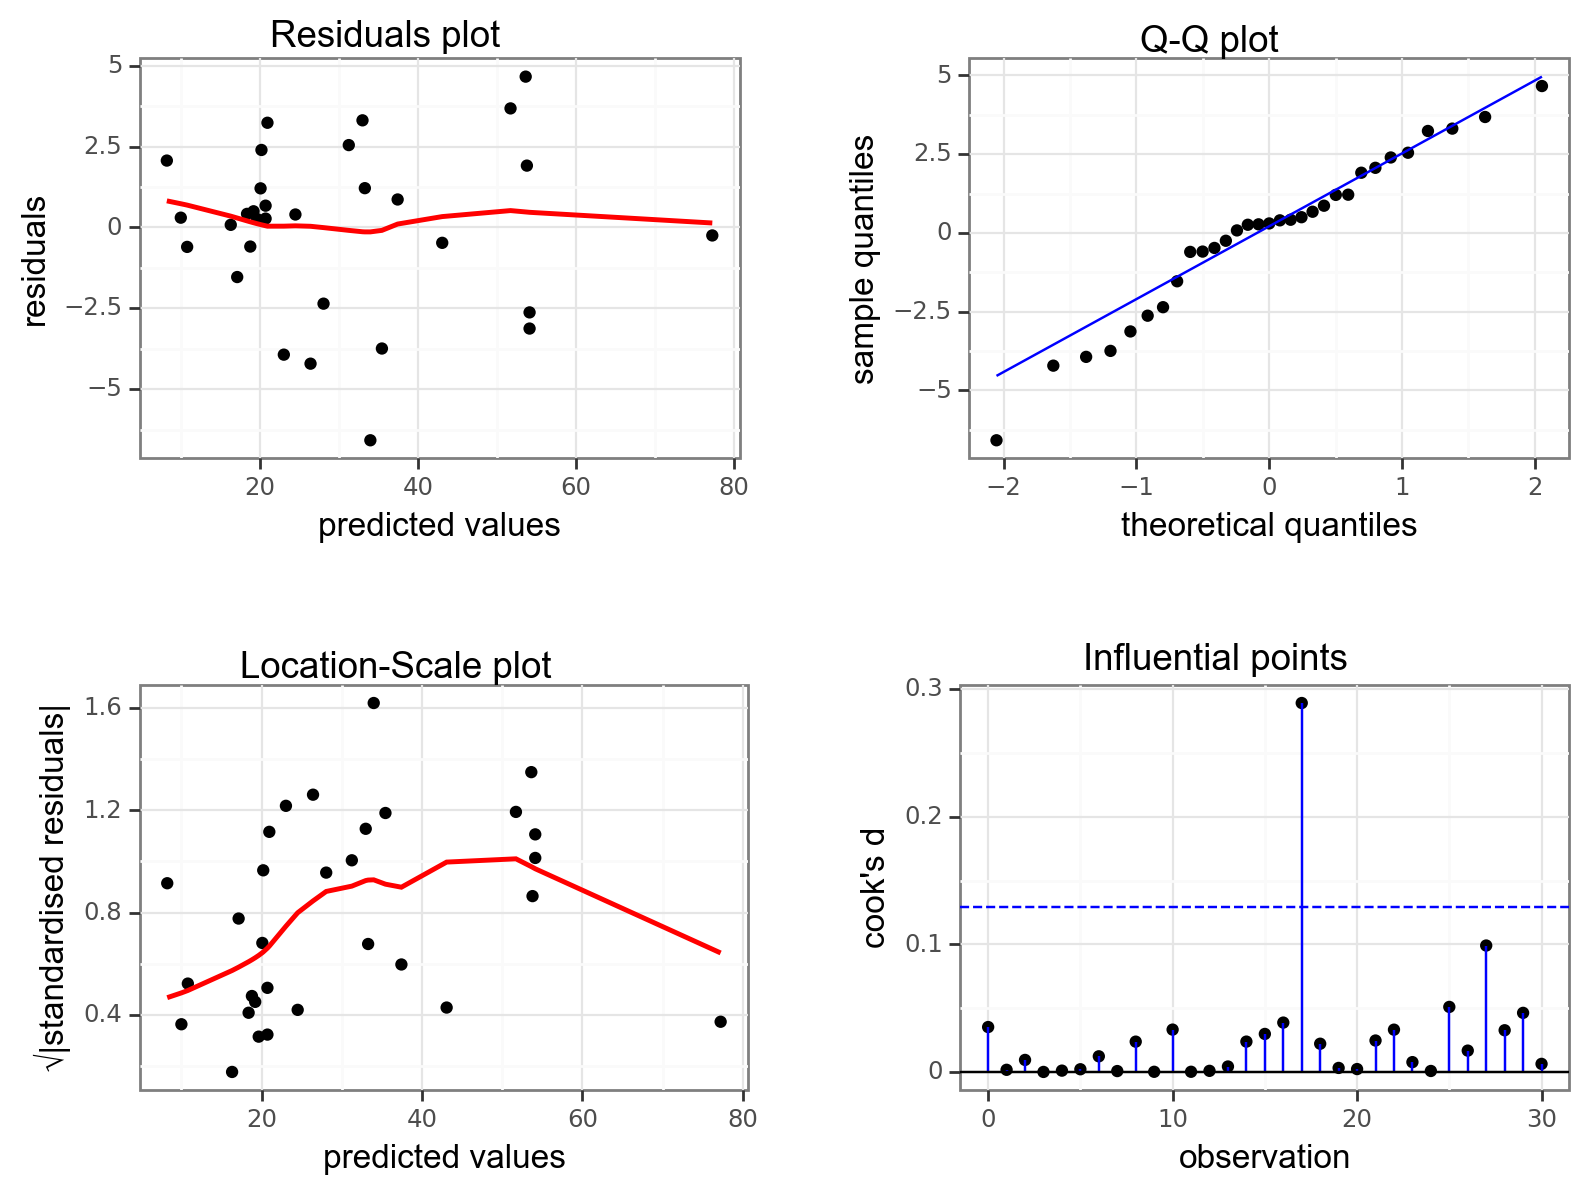 Residuals plot
5
2.5
0
−2.5
−5
residuals
20 40 60 80
predicted values
Q-Q plot
5
2.5
0
−2.5
−5
sample quantiles
−2 −1 0 1 2
theoretical quantiles
Location-Scale plot
1.6
1.2
0.8
0.4
√|standardised residuals|
20 40 60 80
predicted values
Influential points
0.3
0.2
0.1
0
cook's d
0 10 20 30
observation